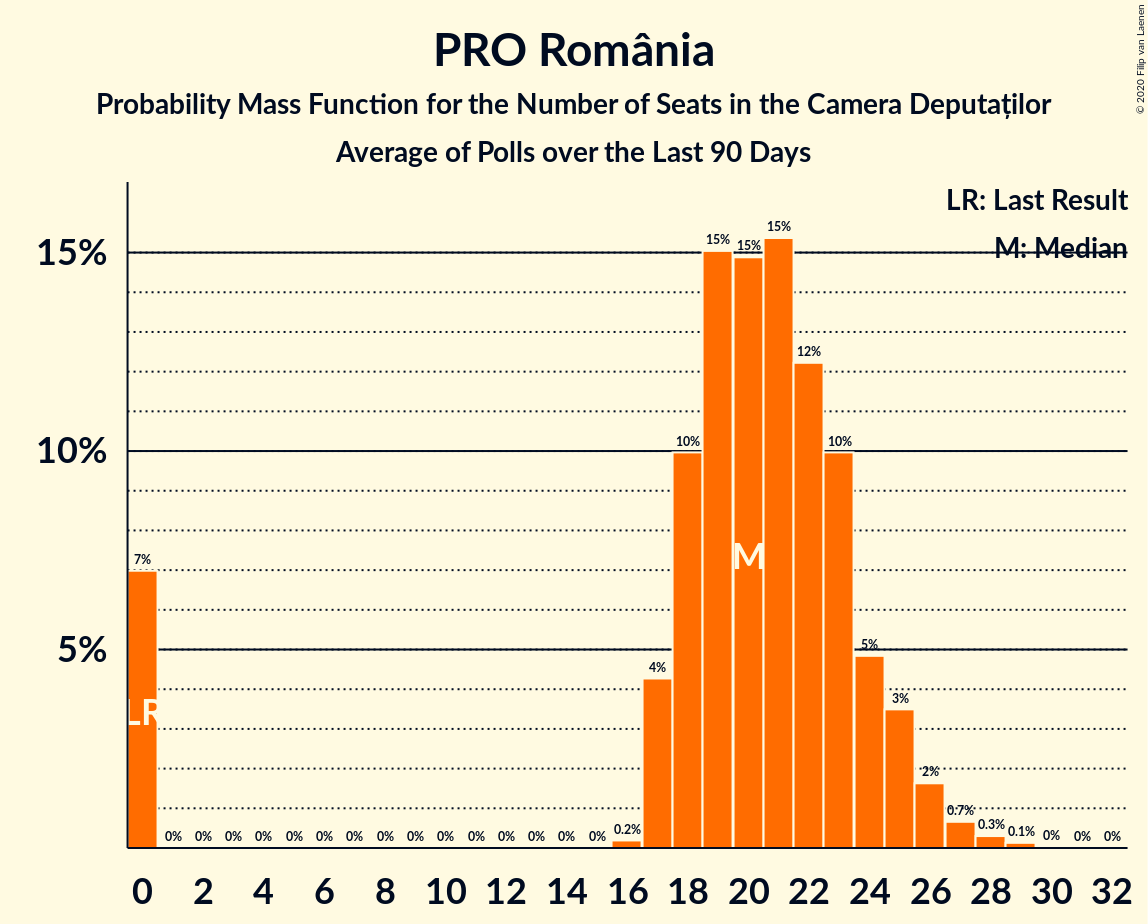 PRO România
Probability Mass Function for the Number of Seats in the Camera Deputaților
Average of Polls over the Last 90 Days
© 2020 Filip van Laenen
LR: Last Result
M: Median
15%
10%
5%
7% 0% 0% 0% 0% 0% 0% 0% 0% 0% 0% 0% 0% 0% 0% 0% 0.2% 4% 10% 15% 15% 15% 12% 10% 5% 3% 2% 0.7% 0.3% 0.1% 0% 0% 0%
LR
M
0 2 4 6 8 10 12 14 16 18 20 22 24 26 28 30 32